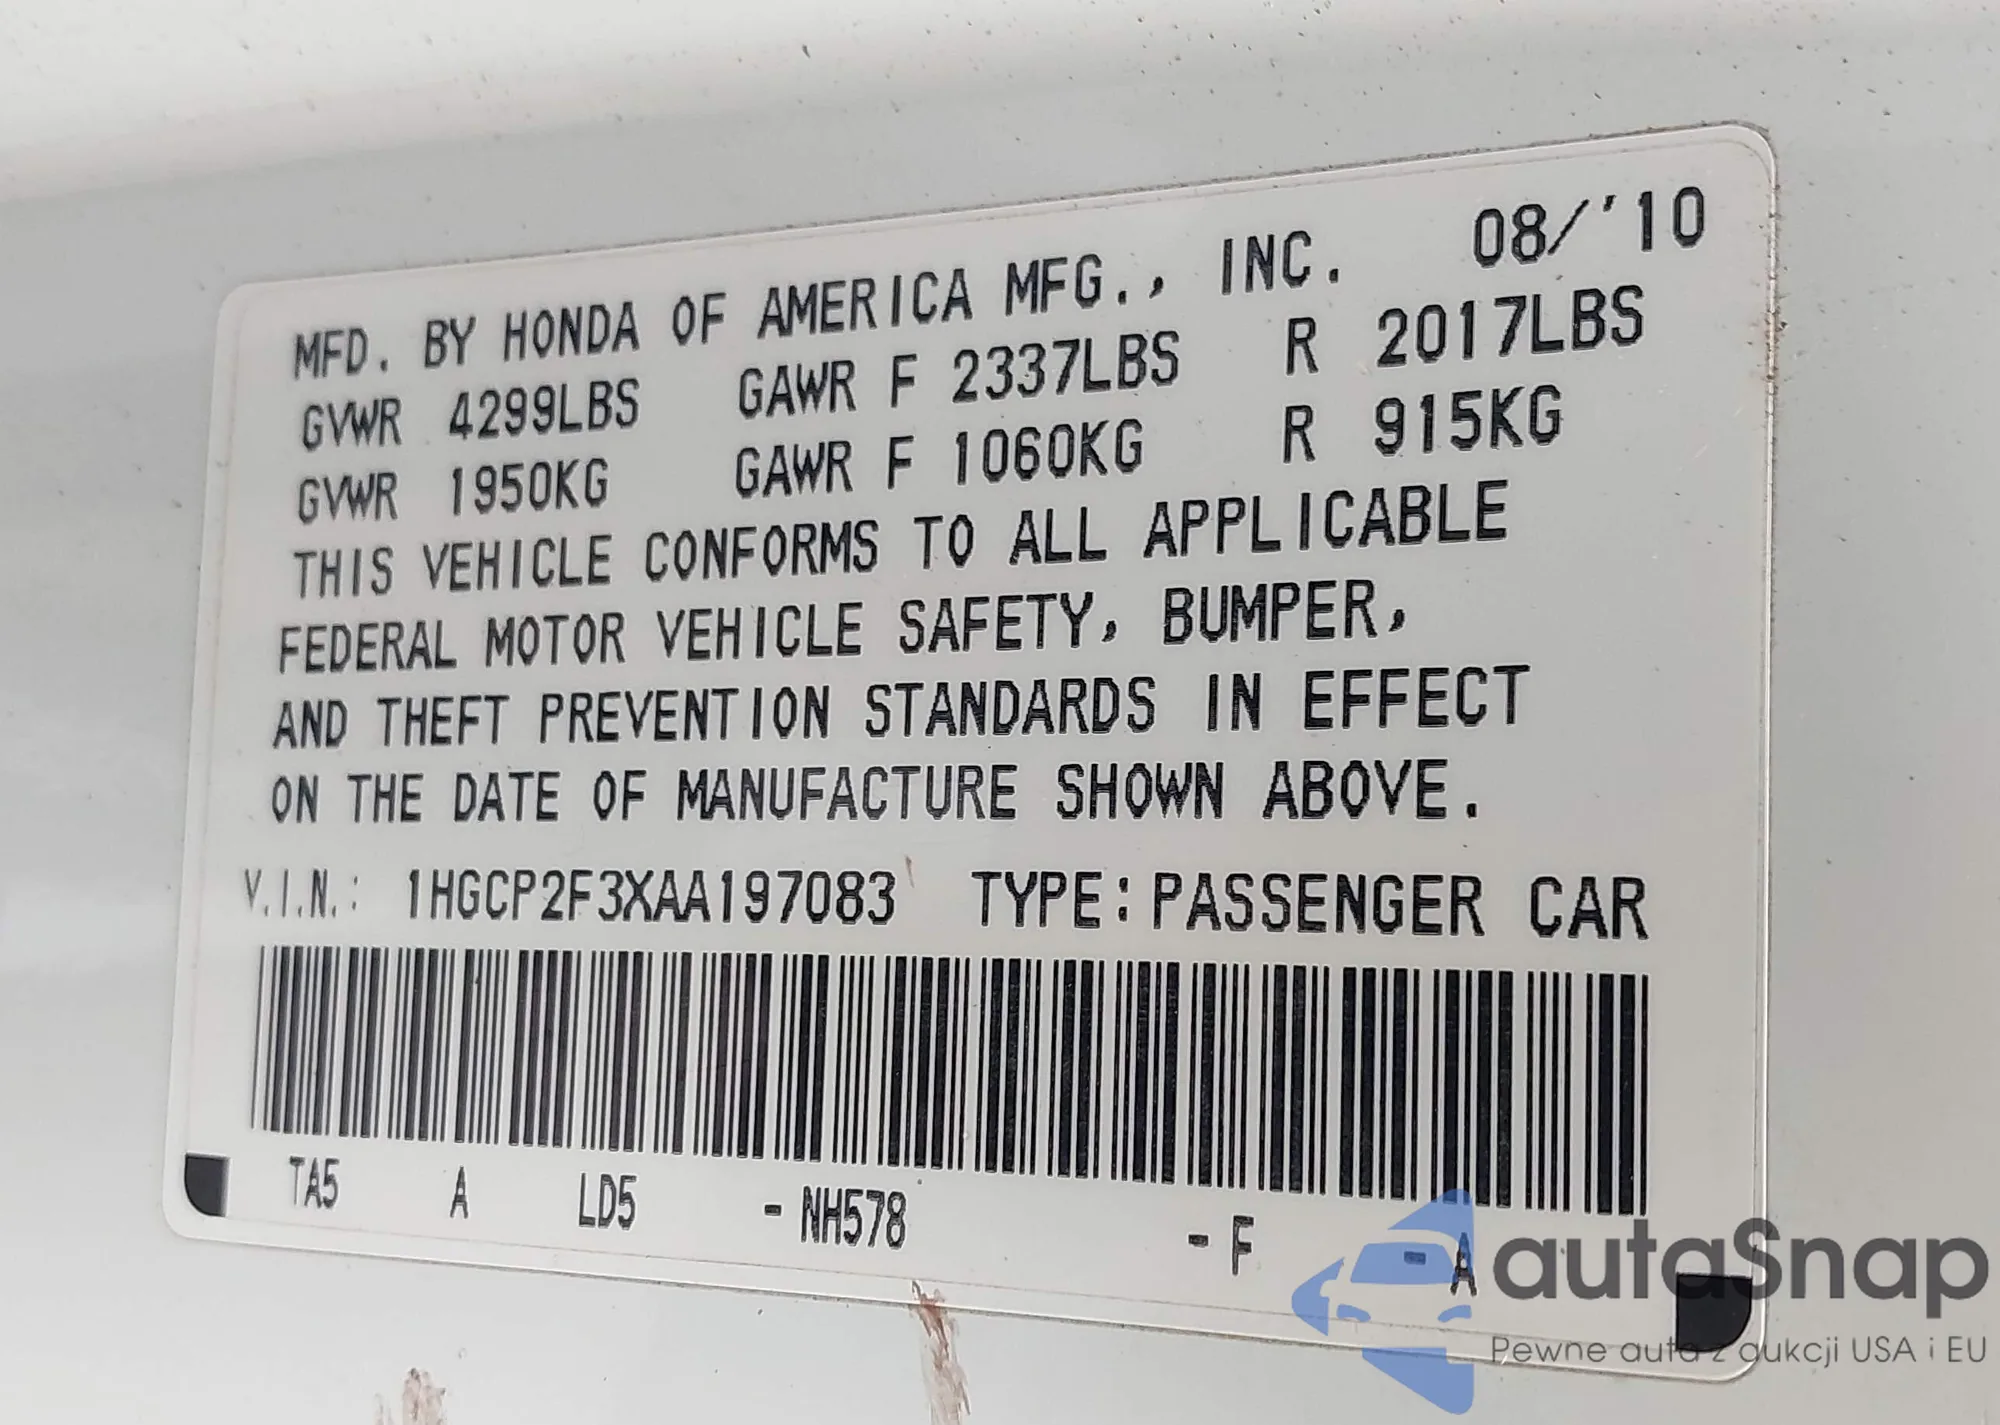 MFD. BY HONDA OF AMERICA MFG., INC. 08/'10
GVWR 4299LBS GAWR F 2337LBS R 2017LBS
GVWR 1950KG GAWR F 1060KG R 915KG
THIS VEHICLE CONFORMS TO ALL APPLICABLE
FEDERAL MOTOR VEHICLE SAFETY, BUMPER,
AND THEFT PREVENTION STANDARDS IN EFFECT
ON THE DATE OF MANUFACTURE SHOWN ABOVE.
V.I.N.: 1HGCP2F3XAA197083 TYPE: PASSENGER CAR
TA5 A LD5 - NH578 - F - A
autaSnap
Pewne auta z aukcji USA i EU